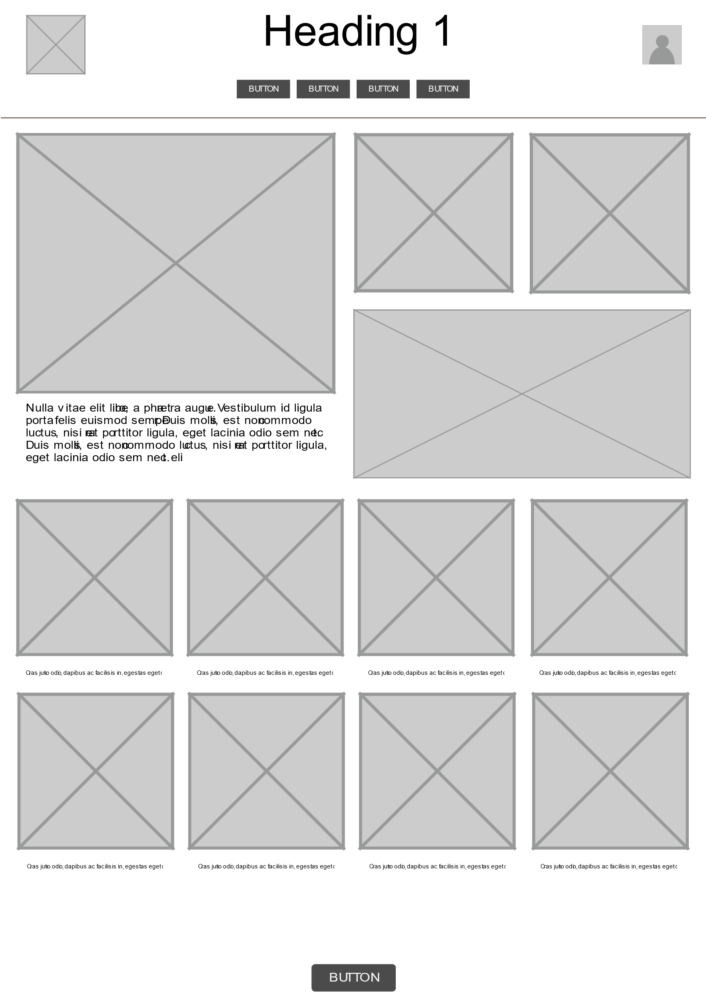 Heading 1
BUTTON BUTTON BUTTON BUTTON
Nulla vitae elit libero, a pharetra augue. Vestibulum id ligula
porta felis euismod semper. Duis mollis, est non commodo
luctus, nisi erat porttitor ligula, eget lacinia odio sem nec.
Duis mollis, est non commodo luctus, nisi erat porttitor ligula,
eget lacinia odio sem nec. eli
Cras justo odio, dapibus ac facilisis in, egestas eget
Cras justo odio, dapibus ac facilisis in, egestas eget
Cras justo odio, dapibus ac facilisis in, egestas eget
Cras justo odio, dapibus ac facilisis in, egestas eget
Cras justo odio, dapibus ac facilisis in, egestas eget
Cras justo odio, dapibus ac facilisis in, egestas eget
Cras justo odio, dapibus ac facilisis in, egestas eget
Cras justo odio, dapibus ac facilisis in, egestas eget
BUTTON